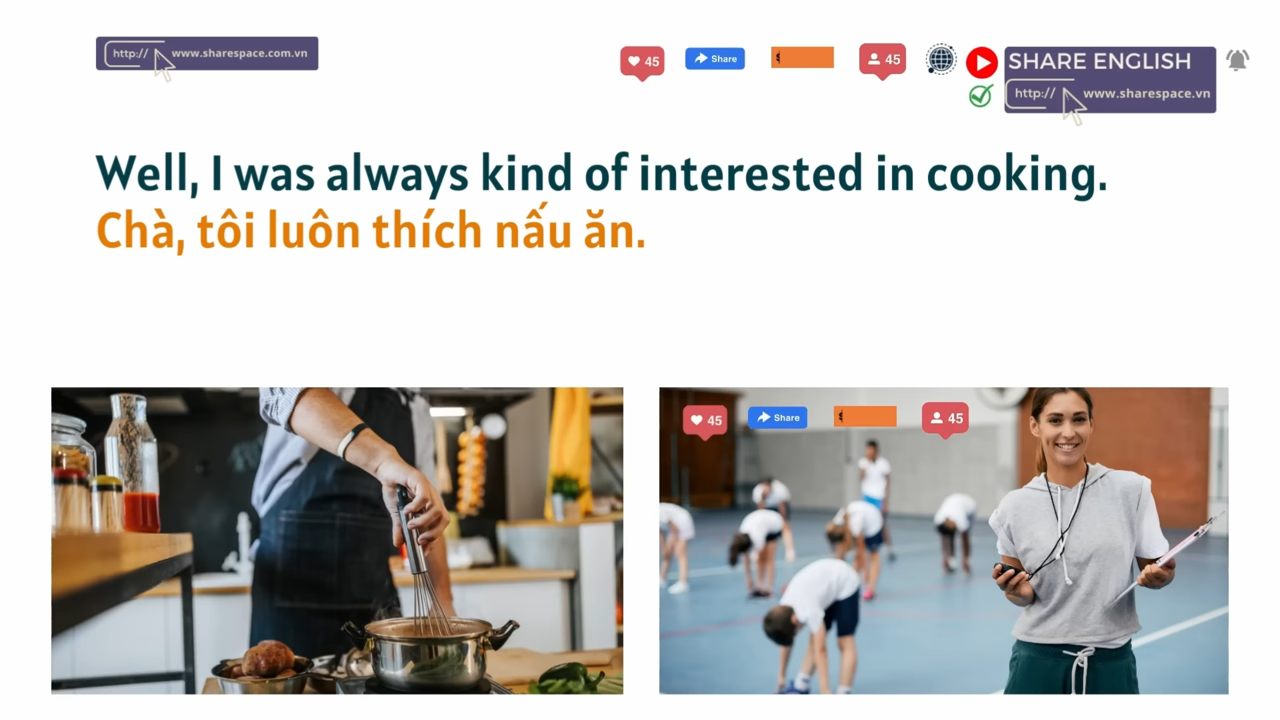 http:// www.sharespace.com.vn
45 Share 45
SHARE ENGLISH
http:// www.sharespace.vn
Well, I was always kind of interested in cooking.
Chà, tôi luôn thích nấu ăn.
45 Share 45